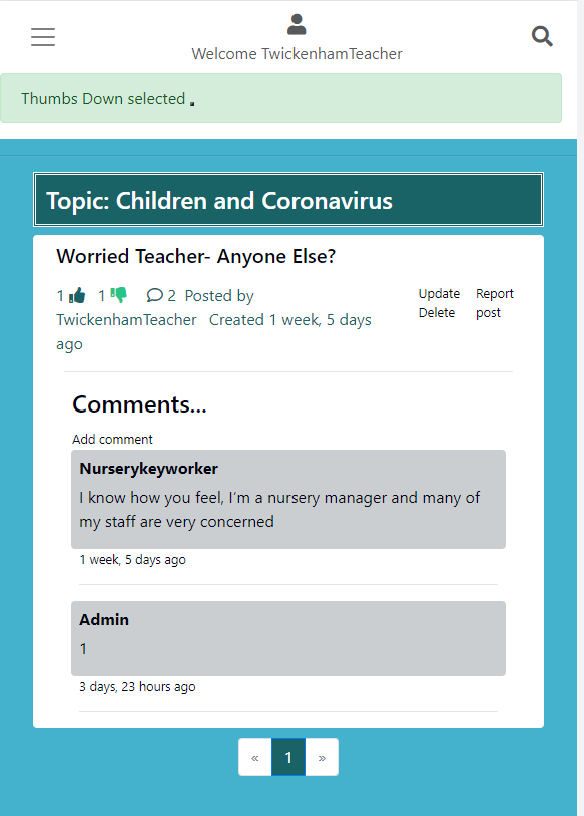 Welcome TwickenhamTeacher
Thumbs Down selected .
Topic: Children and Coronavirus
Worried Teacher- Anyone Else?
1 1 2 Posted by
TwickenhamTeacher Created 1 week, 5 days
ago
Update
Delete
Report
post
Comments...
Add comment
Nurserykeyworker
I know how you feel, I'm a nursery manager and many of
my staff are very concerned
1 week, 5 days ago
Admin
1
3 days, 23 hours ago
« 1 »